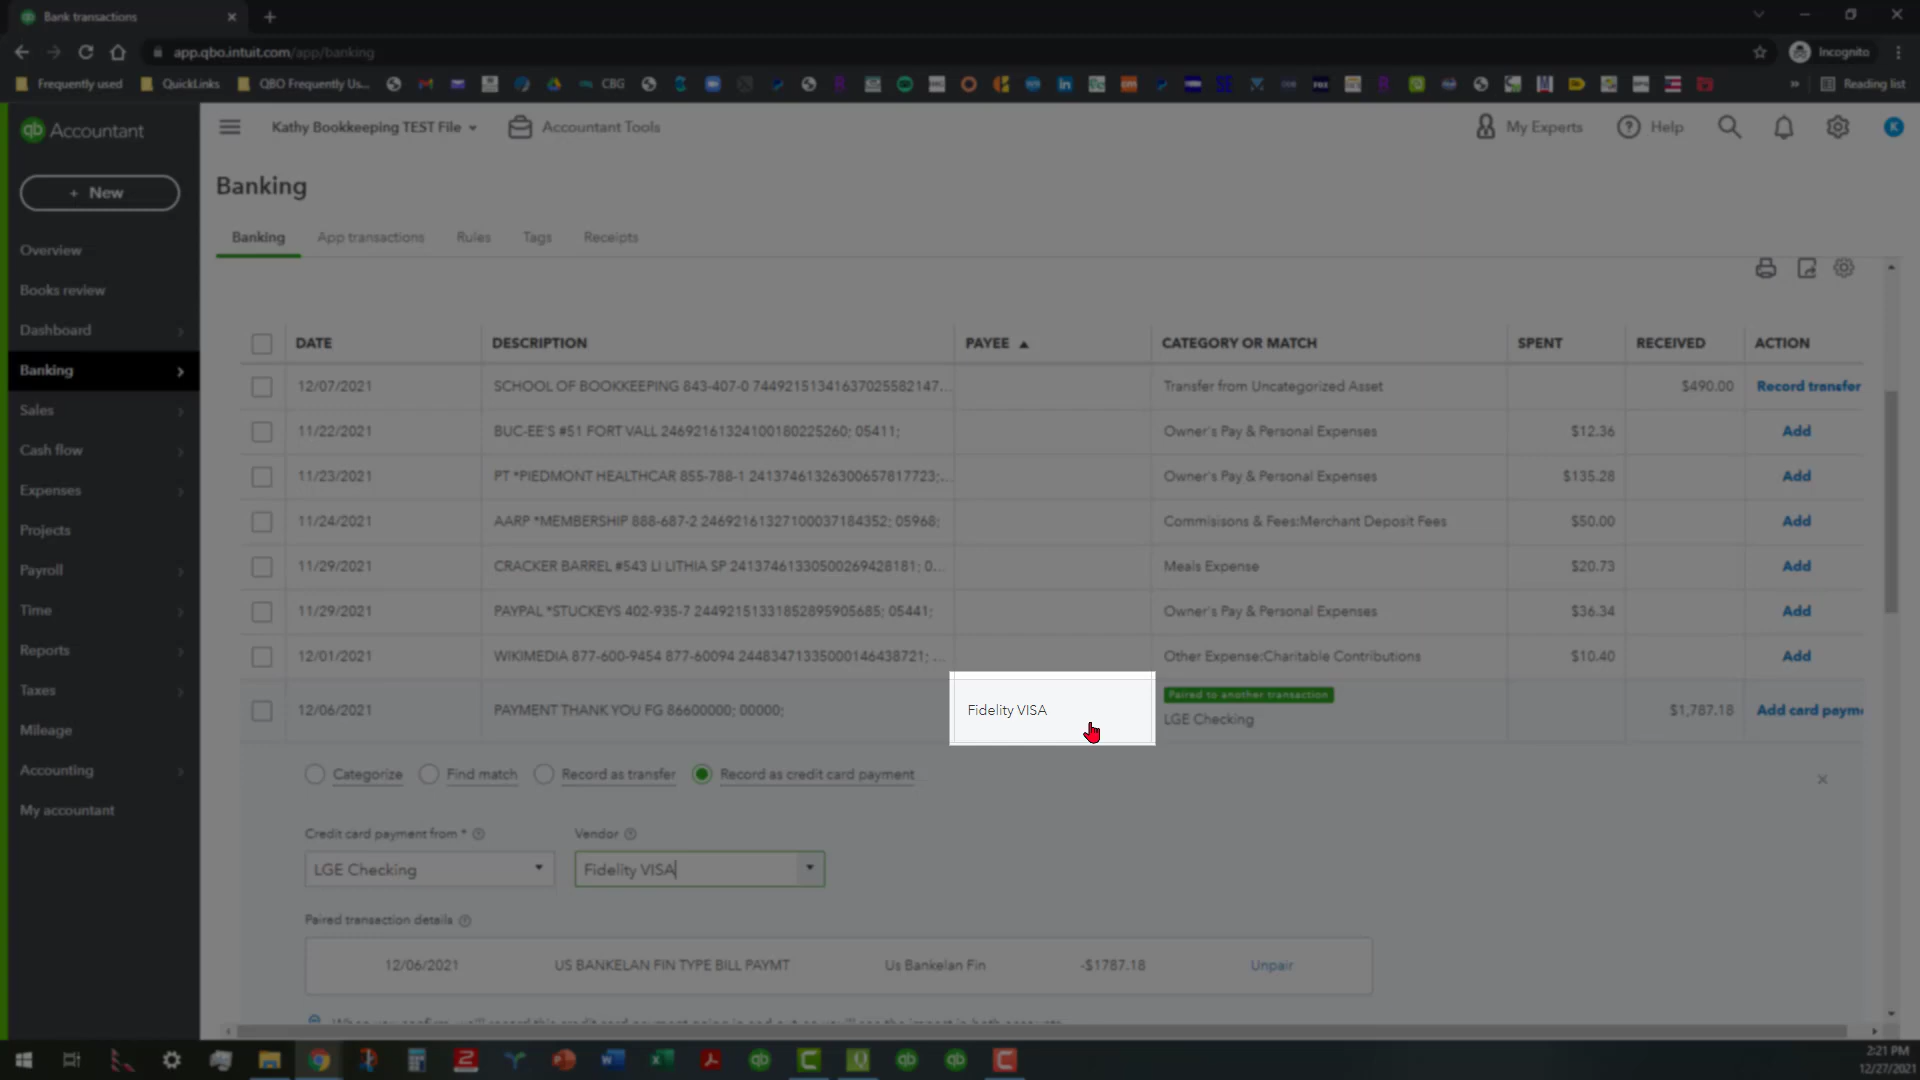 Bank transactions
app.qbo.intuit.com/app/banking
Incognito
Frequently used
QuickLinks
QBO Frequently Us...
CBG
Reading list
qb Accountant
Kathy Bookkeeping TEST File
Accountant Tools
My Experts
Help
K
+ New
Banking
Banking
App transactions
Rules
Tags
Receipts
Overview
Books review
Dashboard
Banking
Sales
Cash flow
Expenses
Projects
Payroll
Time
Reports
Taxes
Mileage
Accounting
My accountant
DATE DESCRIPTION PAYEE CATEGORY OR MATCH SPENT RECEIVED ACTION
12/07/2021 SCHOOL OF BOOKKEEPING 843-407-0 74492151341637025582147... Transfer from Uncategorized Asset $490.00 Record transfer
11/22/2021 BUC-EE'S #51 FORT VALL 24692161324100180225260; 05411; Owner's Pay & Personal Expenses $12.36 Add
11/23/2021 PT *PIEDMONT HEALTHCAR 855-788-1 24137461326300657817723;... Owner's Pay & Personal Expenses $135.28 Add
11/24/2021 AARP *MEMBERSHIP 888-687-2 24692161327100037184352; 05968; Commisisons & Fees:Merchant Deposit Fees $50.00 Add
11/29/2021 CRACKER BARREL #543 LI LITHIA SP 24137461330500269428181; 0... Meals Expense $20.73 Add
11/29/2021 PAYPAL *STUCKEYS 402-935-7 24492151331852895905685; 05441; Owner's Pay & Personal Expenses $36.34 Add
12/01/2021 WIKIMEDIA 877-600-9454 877-60094 24483471335000146438721; ... Other Expense:Charitable Contributions $10.40 Add
Paired to another transaction
12/06/2021 PAYMENT THANK YOU FG 86600000; 00000; Fidelity VISA LGE Checking $1,787.18 Add card payme
Categorize
Find match
Record as transfer
Record as credit card payment
Credit card payment from *
Vendor
LGE Checking
Fidelity VISA
Paired transaction details
12/06/2021 US BANKELAN FIN TYPE BILL PAYMT Us Bankelan Fin -$1787.18 Unpair
2:21 PM
12/27/2021